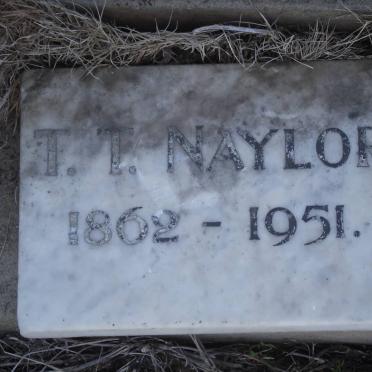 T. T. NAYLOR
1862 - 1951.